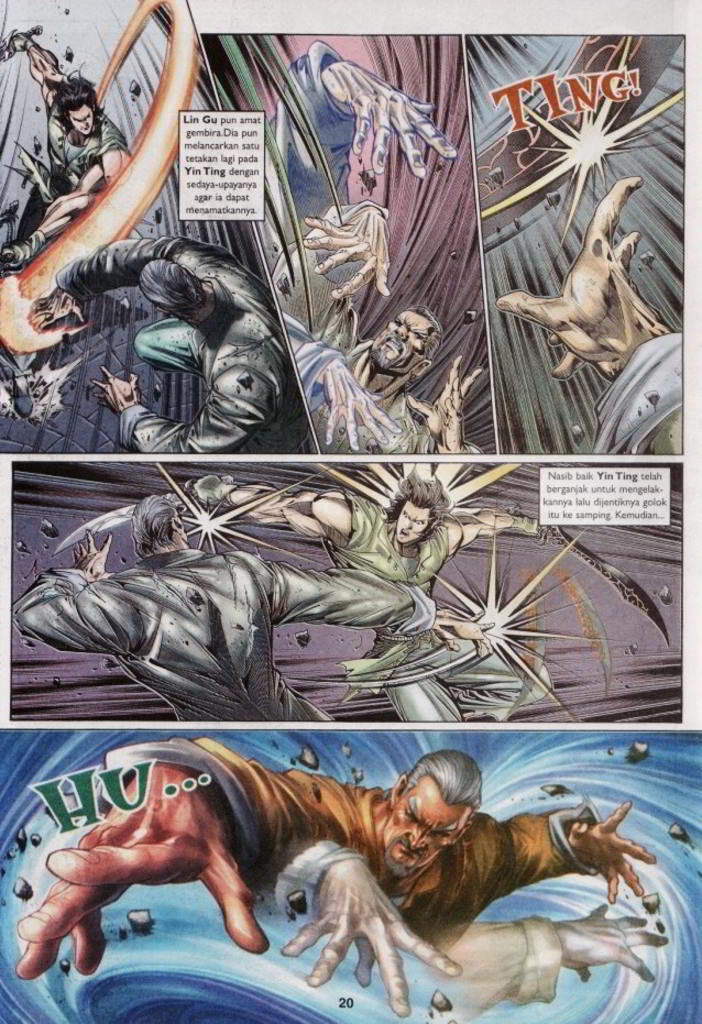 Lin Gu pun amat
gembira.Dia pun
melancarkan satu
tetakan lagi pada
Yin Ting dengan
sedaya-upayanya
agar ia dapat
menamatkannya.
TING!
Nasib baik Yin Ting telah
berganjak untuk mengelak-
kannya lalu dijentiknya golok
itu ke samping. Kemudian...
HU...
20